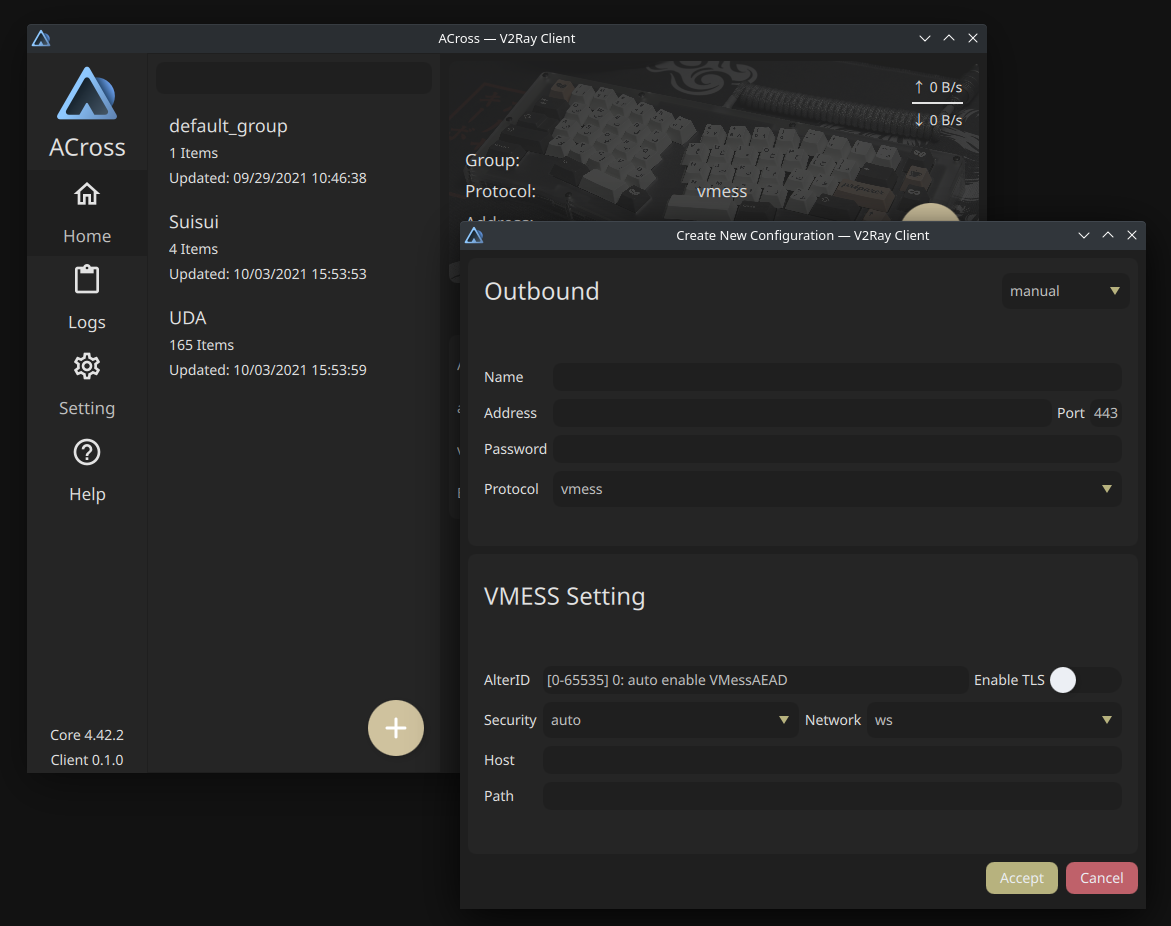 ACross — V2Ray Client
ACross
Home
Logs
Setting
Help
Core 4.42.2
Client 0.1.0
default_group
1 Items
Updated: 09/29/2021 10:46:38
Suisui
4 Items
Updated: 10/03/2021 15:53:53
UDA
165 Items
Updated: 10/03/2021 15:53:59
↑ 0 B/s
↓ 0 B/s
Group:
Protocol: vmess
Address:
Create New Configuration — V2Ray Client
Outbound
manual
Name
Address Port 443
Password
Protocol vmess
VMESS Setting
AlterID [0-65535] 0: auto enable VMessAEAD Enable TLS
Security auto Network ws
Host
Path
Accept Cancel